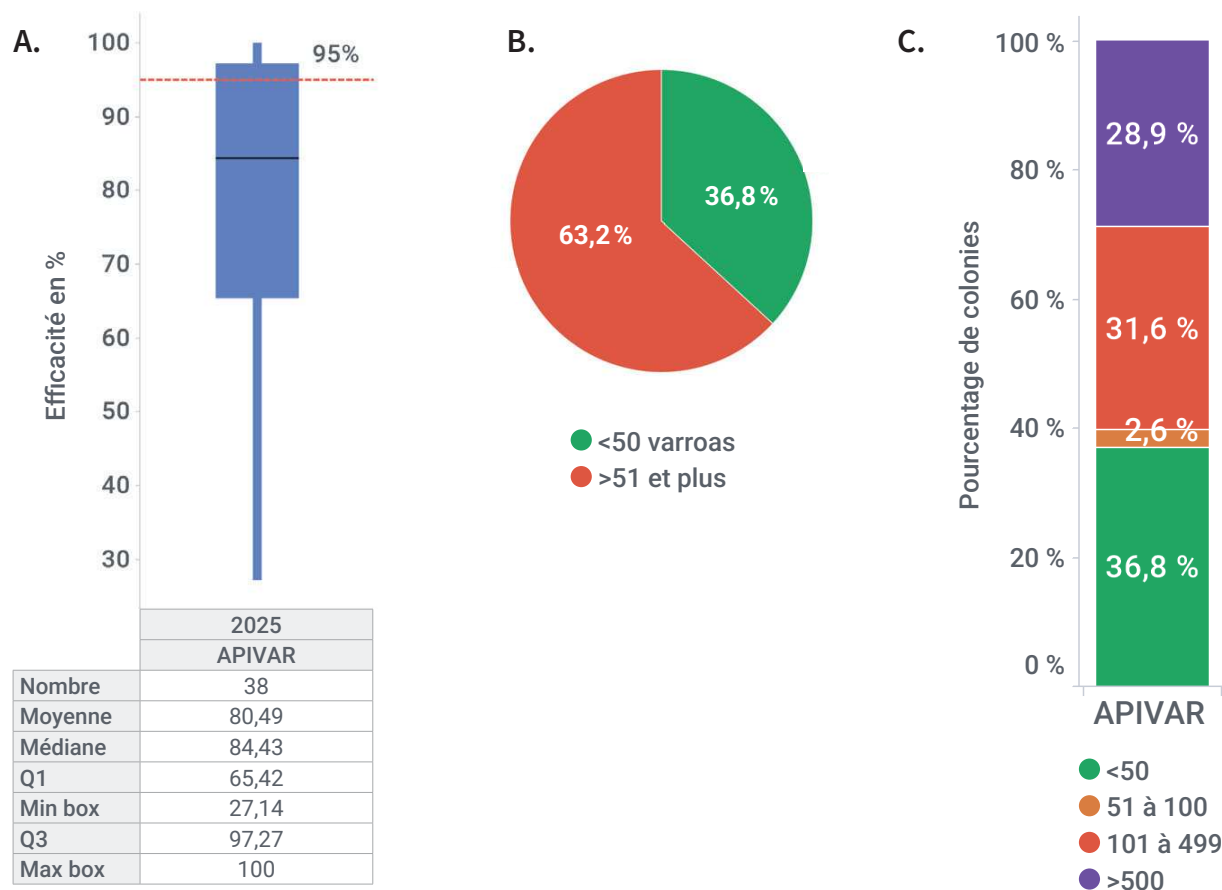 A.
Efficacité en %
100
90
80
70
60
50
40
30
95%
2025
APIVAR
Nombre 38
Moyenne 80,49
Médiane 84,43
Q1 65,42
Min box 27,14
Q3 97,27
Max box 100
B.
36,8 %
63,2 %
<50 varroas
>51 et plus
C.
Pourcentage de colonies
100 %
80 %
60 %
40 %
20 %
0 %
28,9 %
31,6 %
2,6 %
36,8 %
APIVAR
<50
51 à 100
101 à 499
>500